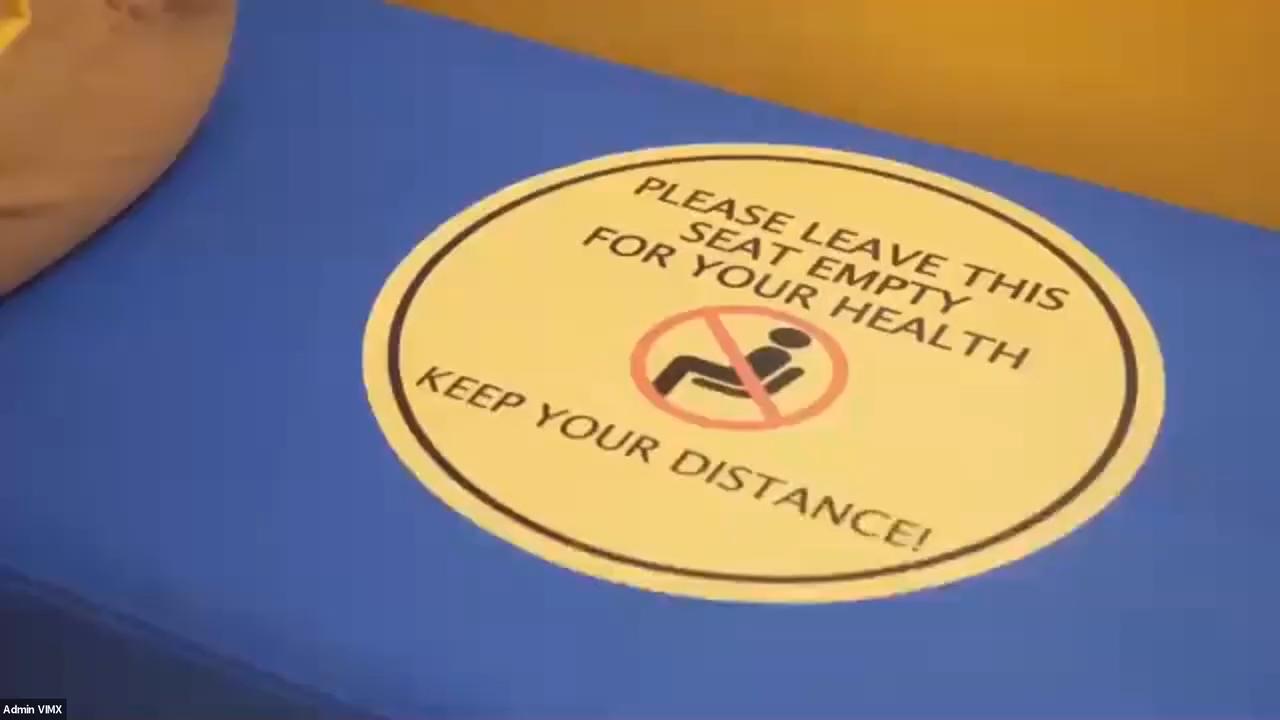 PLEASE LEAVE THIS
SEAT EMPTY
FOR YOUR HEALTH
KEEP YOUR DISTANCE!
Admin VIMX